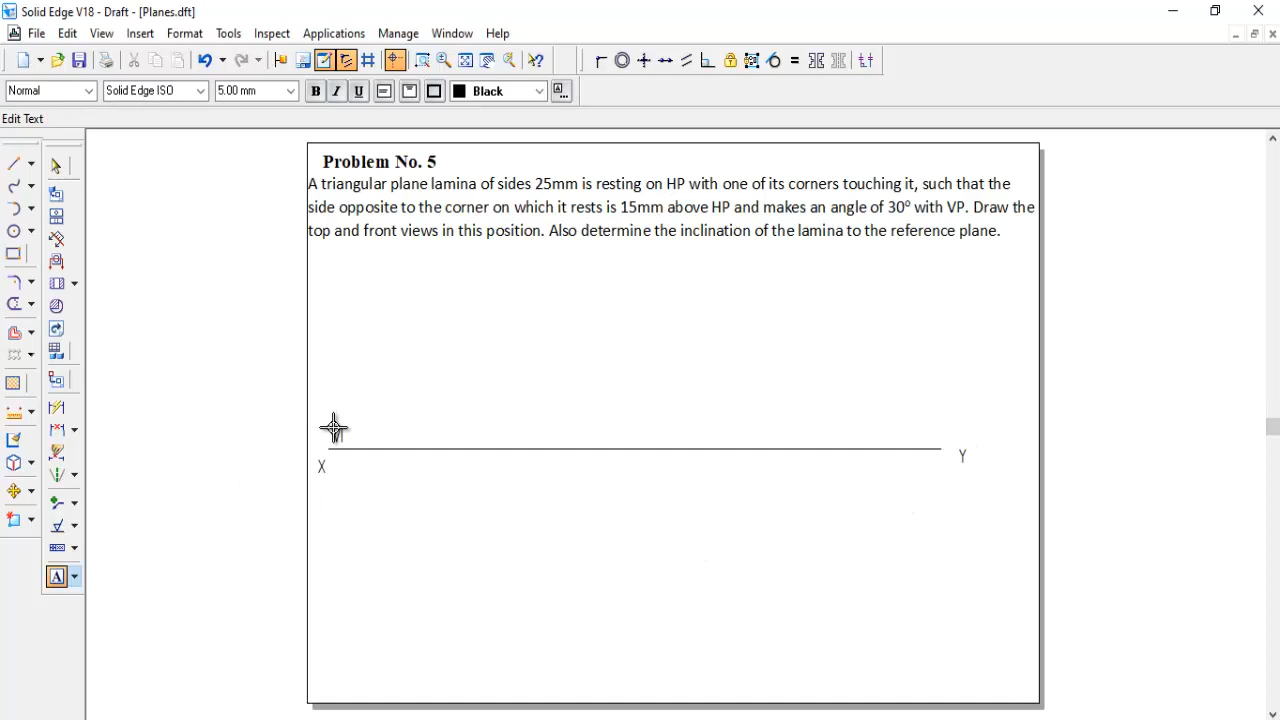 Solid Edge V18 - Draft - [Planes.dft]
File Edit View Insert Format Tools Inspect Applications Manage Window Help
Normal Solid Edge ISO 5.00 mm B I U Black A
Edit Text
A
Problem No. 5
A triangular plane lamina of sides 25mm is resting on HP with one of its corners touching it, such that the
side opposite to the corner on which it rests is 15mm above HP and makes an angle of 30º with VP. Draw the
top and front views in this position. Also determine the inclination of the lamina to the reference plane.
X Y